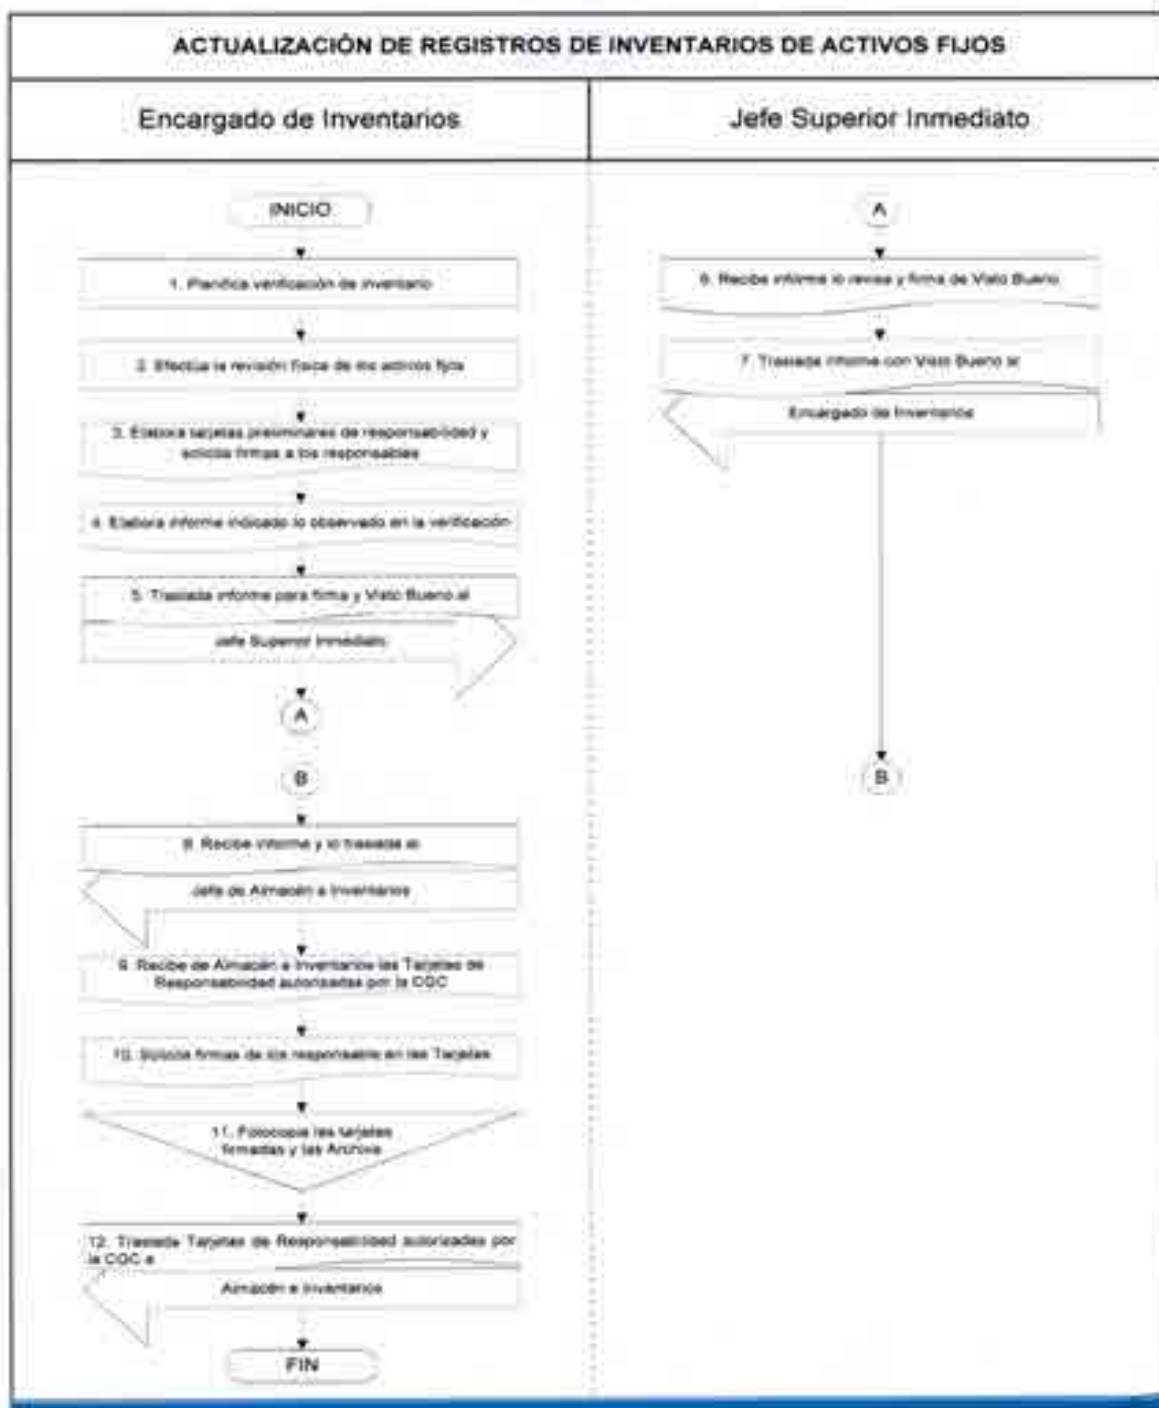 ACTUALIZACIÓN DE REGISTROS DE INVENTARIOS DE ACTIVOS FIJOS
Encargado de Inventarios
Jefe Superior Inmediato
INICIO
1. Planifica verificación de inventario
2. Efectúa la revisión física de los activos fijos
3. Elabora tarjetas preliminares de responsabilidad y
solicita firmas a los responsables
4. Elabora informe indicado lo observado en la verificación
5. Traslada informe para firma y Visto Bueno al
Jefe Superior Inmediato
A
B
8. Recibe informe y lo traslada al
Jefe de Almacén e Inventarios
9. Recibe de Almacén e Inventarios las Tarjetas de
Responsabilidad autorizadas por la CGC
10. Solicita firmas de los responsable en las Tarjetas
11. Fotocopia las tarjetas
firmadas y las Archiva
12. Traslada Tarjetas de Responsabilidad autorizadas por
la CGC a
Almacén e Inventarios
FIN
A
6. Recibe informe lo revisa y firma de Visto Bueno
7. Traslada informe con Visto Bueno al
Encargado de Inventarios
B